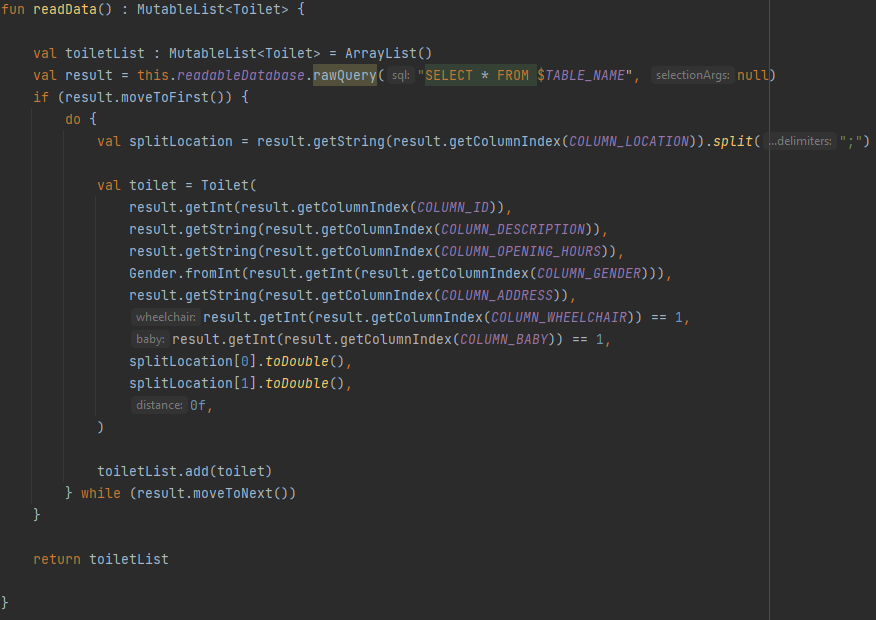 fun readData() : MutableList<Toilet> {
val toiletList : MutableList<Toilet> = ArrayList()
val result = this.readableDatabase.rawQuery( sql: "SELECT * FROM $TABLE_NAME", selectionArgs: null)
if (result.moveToFirst()) {
do {
val splitLocation = result.getString(result.getColumnIndex(COLUMN_LOCATION)).split( ...delimiters: ";")
val toilet = Toilet(
result.getInt(result.getColumnIndex(COLUMN_ID)),
result.getString(result.getColumnIndex(COLUMN_DESCRIPTION)),
result.getString(result.getColumnIndex(COLUMN_OPENING_HOURS)),
Gender.fromInt(result.getInt(result.getColumnIndex(COLUMN_GENDER))),
result.getString(result.getColumnIndex(COLUMN_ADDRESS)),
wheelchair: result.getInt(result.getColumnIndex(COLUMN_WHEELCHAIR)) == 1,
baby: result.getInt(result.getColumnIndex(COLUMN_BABY)) == 1,
splitLocation[0].toDouble(),
splitLocation[1].toDouble(),
distance: 0f,
)
toiletList.add(toilet)
} while (result.moveToNext())
}
return toiletList
}